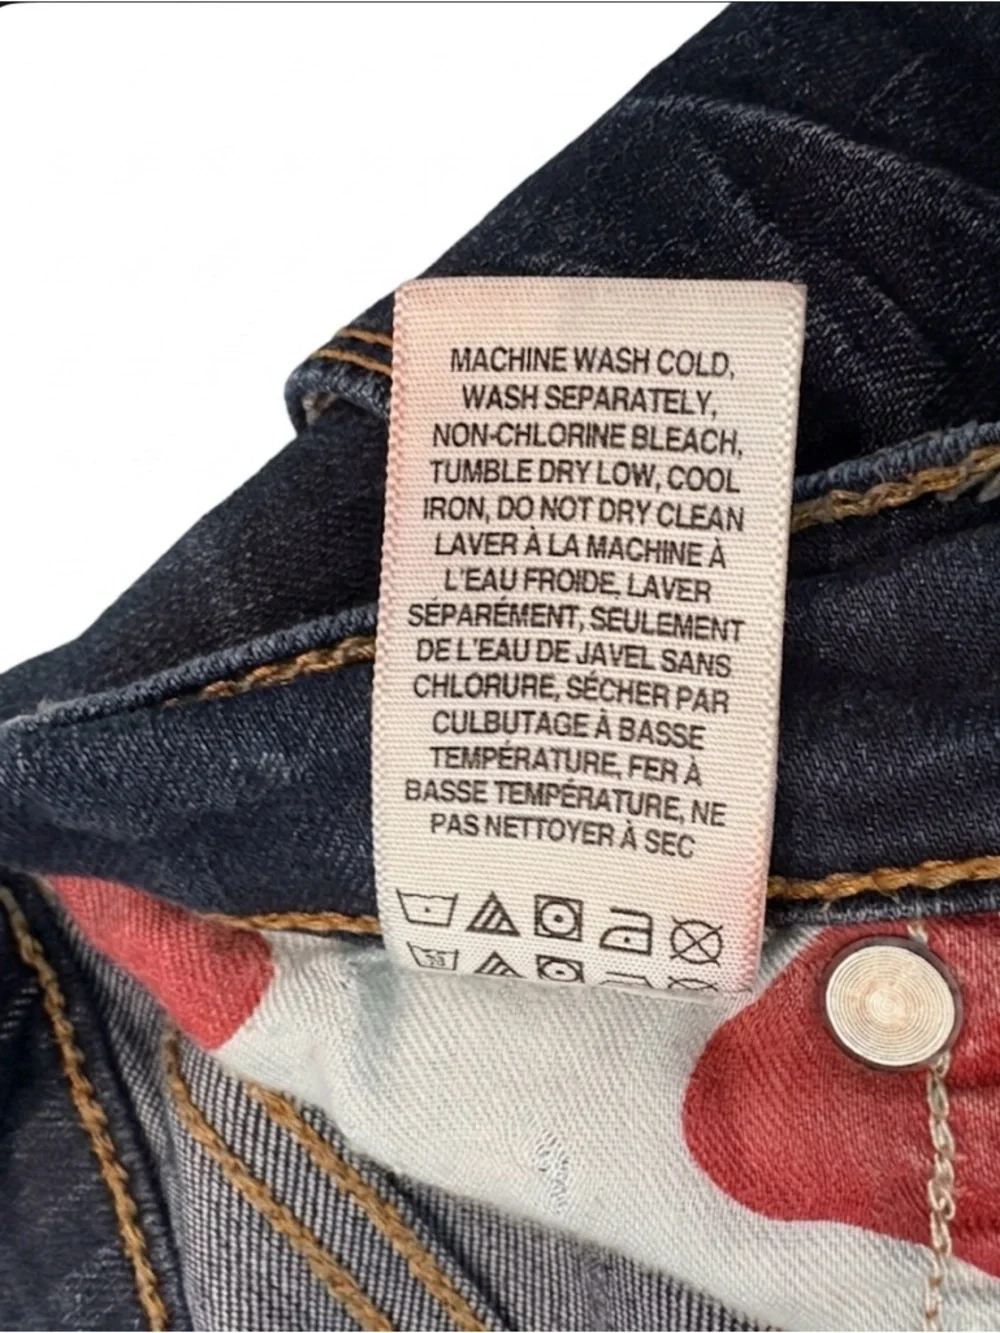 MACHINE WASH COLD,
WASH SEPARATELY,
NON-CHLORINE BLEACH,
TUMBLE DRY LOW, COOL
IRON, DO NOT DRY CLEAN
LAVER À LA MACHINE À
L'EAU FROIDE, LAVER
SÉPARÉMENT, SEULEMENT
DE L'EAU DE JAVEL SANS
CHLORURE, SÉCHER PAR
CULBUTAGE À BASSE
TEMPÉRATURE, FER À
BASSE TEMPÉRATURE, NE
PAS NETTOYER À SEC